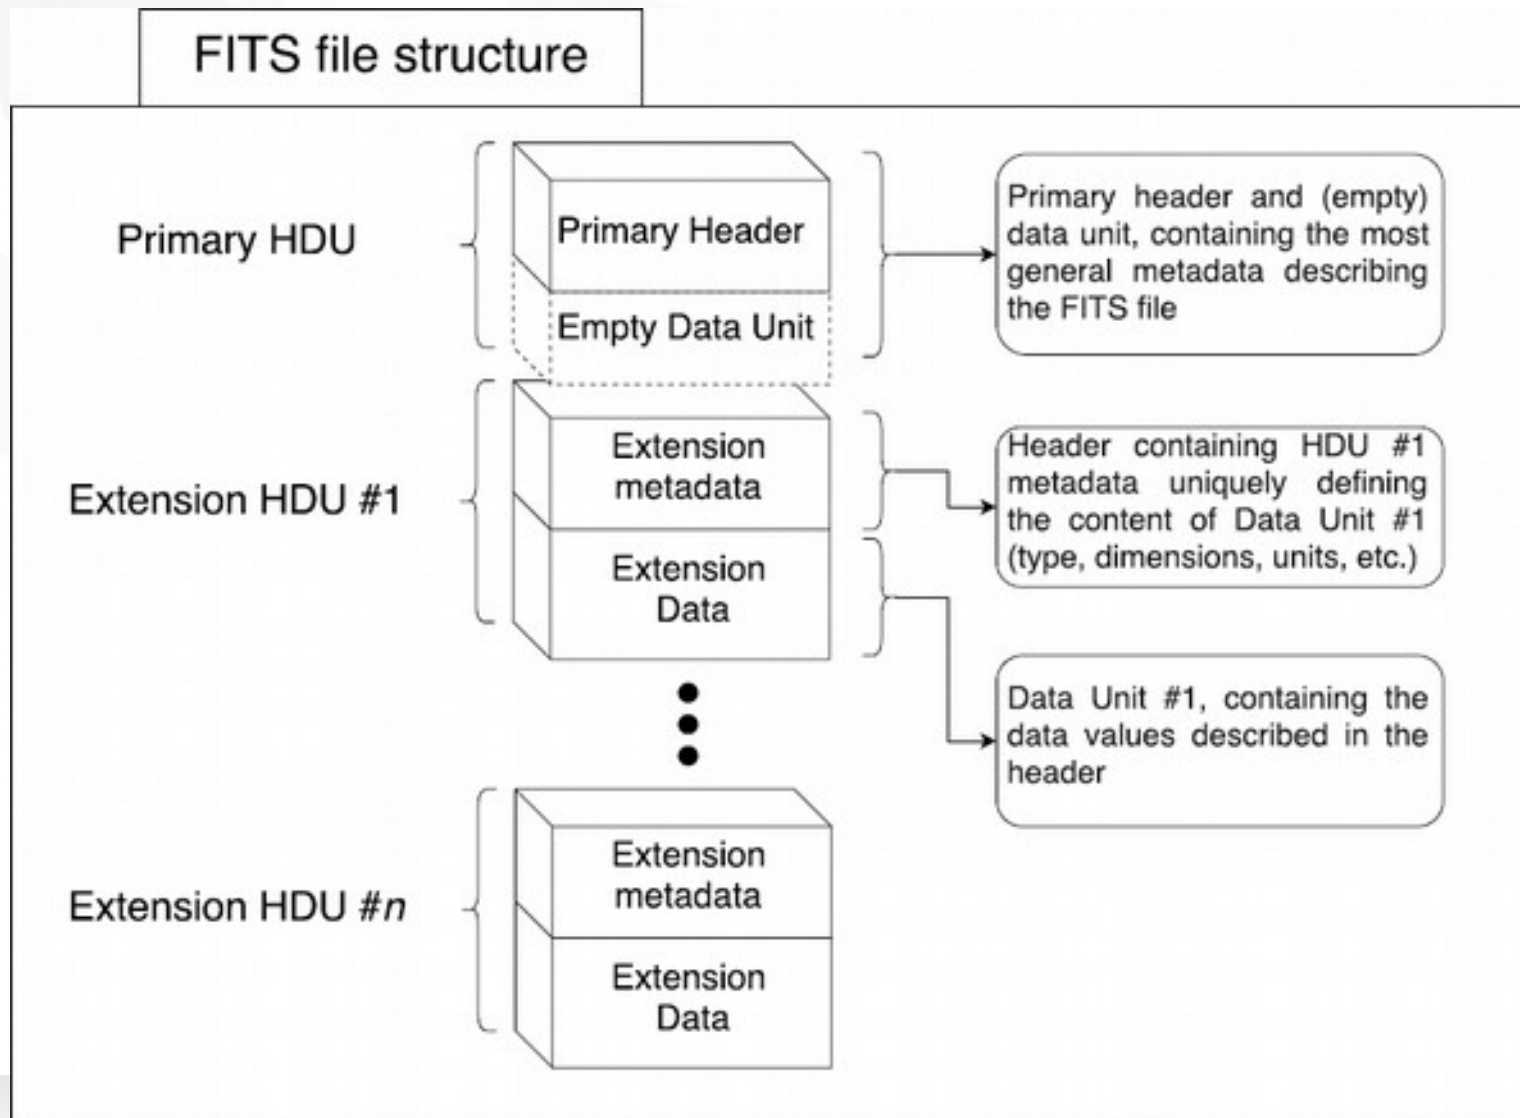 FITS file structure
Primary HDU
Primary Header
Empty Data Unit
Primary header and (empty)
data unit, containing the most
general metadata describing
the FITS file
Extension HDU #1
Extension
metadata
Extension
Data
Header containing HDU #1
metadata uniquely defining
the content of Data Unit #1
(type, dimensions, units, etc.)
Data Unit #1, containing the
data values described in the
header
Extension HDU #n
Extension
metadata
Extension
Data